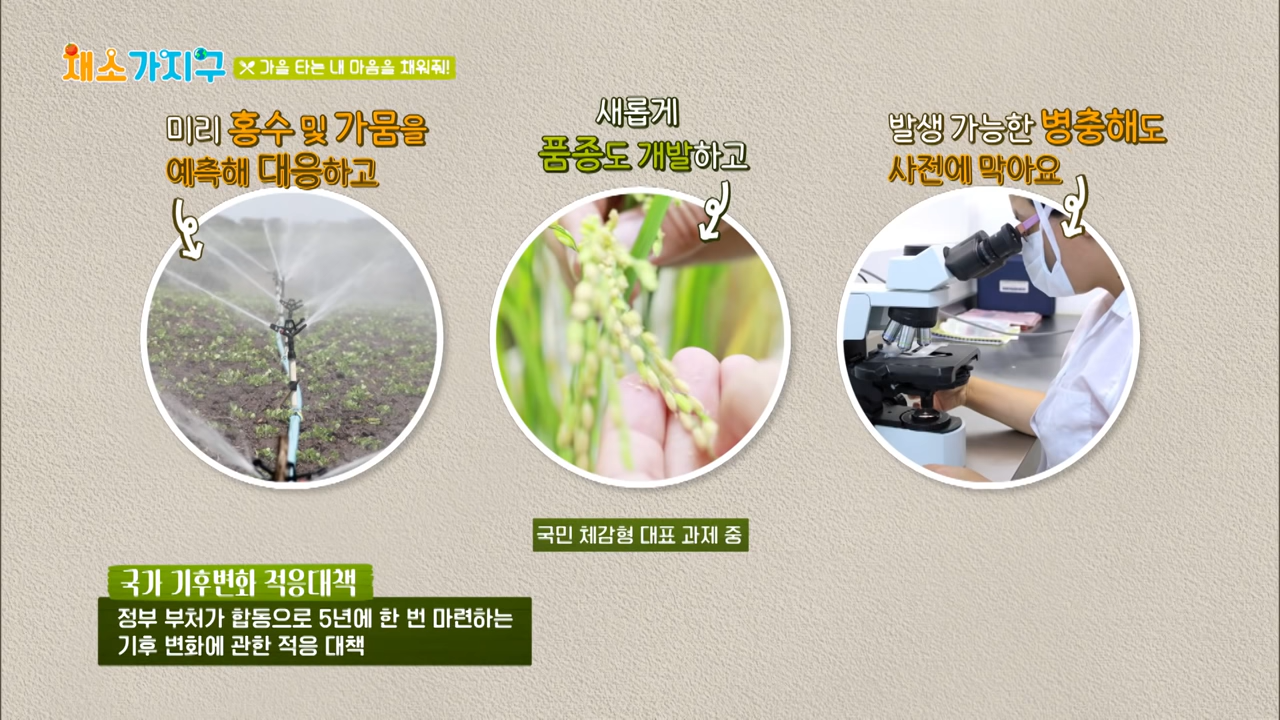 채소가지구
가을 타는 내 마음을 채워줘!
미리 홍수 및 가뭄을
예측해 대응하고
새롭게
품종도 개발하고
발생 가능한 병충해도
사전에 막아요
국민 체감형 대표 과제 중
국가 기후변화 적응대책
정부 부처가 합동으로 5년에 한 번 마련하는
기후 변화에 관한 적응 대책